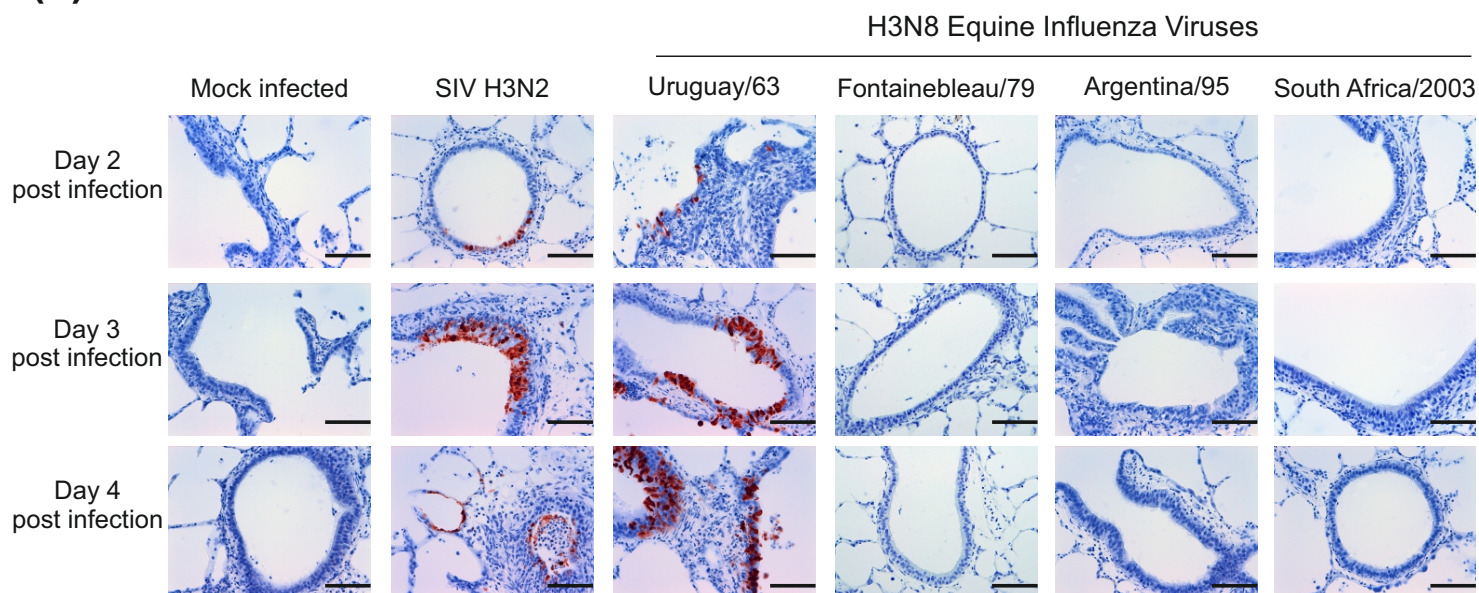 H3N8 Equine Influenza Viruses
Mock infected SIV H3N2 Uruguay/63 Fontainebleau/79 Argentina/95 South Africa/2003
Day 2
post infection
Day 3
post infection
Day 4
post infection